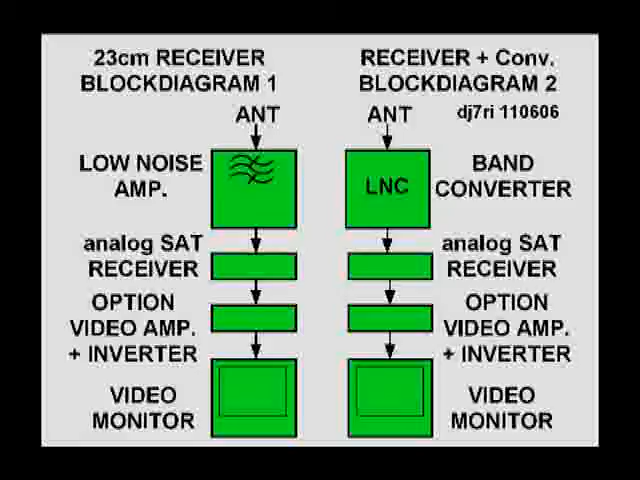 23cm RECEIVER
BLOCKDIAGRAM 1
ANT
LOW NOISE
AMP.
analog SAT
RECEIVER
OPTION
VIDEO AMP.
+ INVERTER
VIDEO
MONITOR
RECEIVER + Conv.
BLOCKDIAGRAM 2
ANT
dj7ri 110606
LNC
BAND
CONVERTER
analog SAT
RECEIVER
OPTION
VIDEO AMP.
+ INVERTER
VIDEO
MONITOR